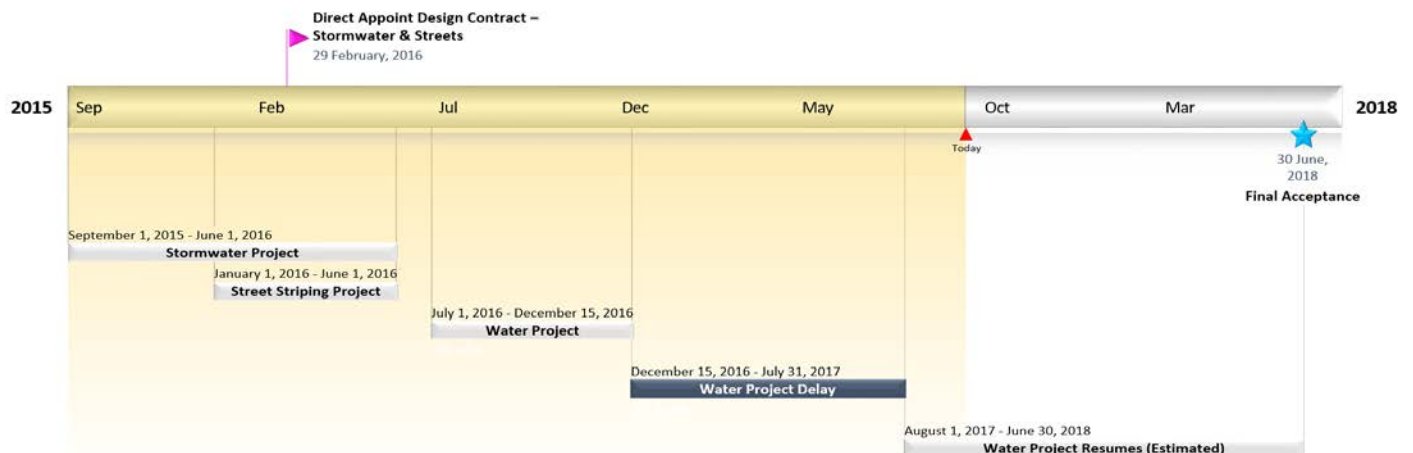 Direct Appoint Design Contract –
Stormwater & Streets
29 February, 2016
2015 Sep Feb Jul Dec May Oct Mar 2018
Today
30 June,
2018
Final Acceptance
September 1, 2015 - June 1, 2016
Stormwater Project
January 1, 2016 - June 1, 2016
Street Striping Project
July 1, 2016 - December 15, 2016
Water Project
December 15, 2016 - July 31, 2017
Water Project Delay
August 1, 2017 - June 30, 2018
Water Project Resumes (Estimated)